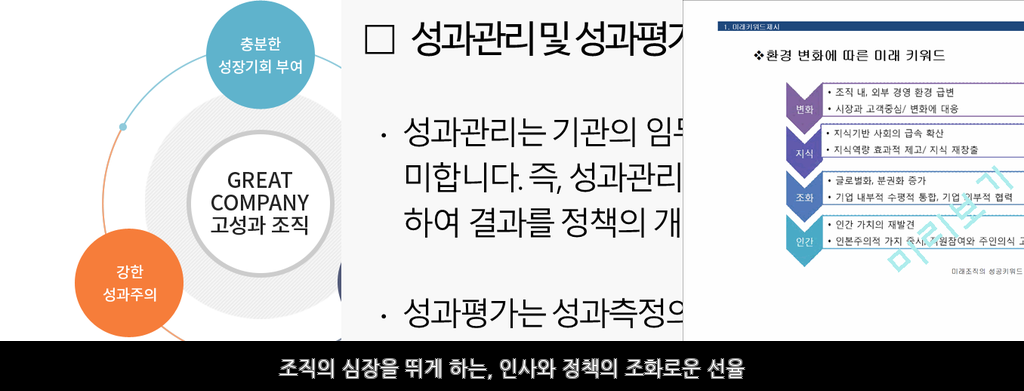 충분한
성장기회 부여
GREAT
COMPANY
고성과 조직
강한
성과주의
□ 성과관리 및 성과평가
· 성과관리는 기관의 임무
미합니다. 즉, 성과관리
하여 결과를 정책의 개
· 성과평가는 성과측정의
1. 미래키워드제시
❖환경 변화에 따른 미래 키워드
변화
• 조직 내, 외부 경영 환경 급변
• 시장과 고객중심/ 변화에 대응
지식
• 지식기반 사회의 급속 확산
• 지식역량 효과적 제고/ 지식 재창출
조화
• 글로벌화, 분권화 증가
• 기업 내부적 수평적 통합, 기업 외부적 협력
인간
• 인간 가치의 재발견
• 인본주의적 가치 중시, 직원참여와 주인의식 고
미리보기
미래조직의 성공키워드
조직의 심장을 뛰게 하는, 인사와 정책의 조화로운 선율